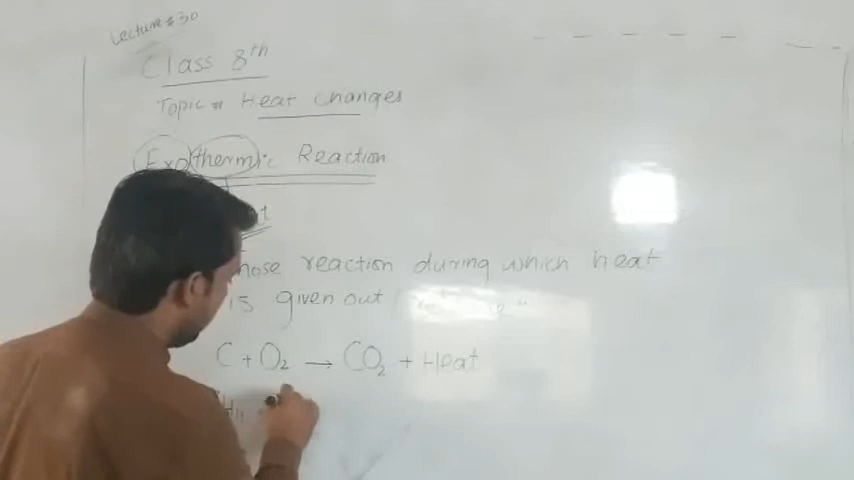 Lecture # 30
Class 8th
Topic = Heat Changes
Exothermic Reaction
hose reaction during which heat
is given out
C + O₂ → CO₂ + Heat